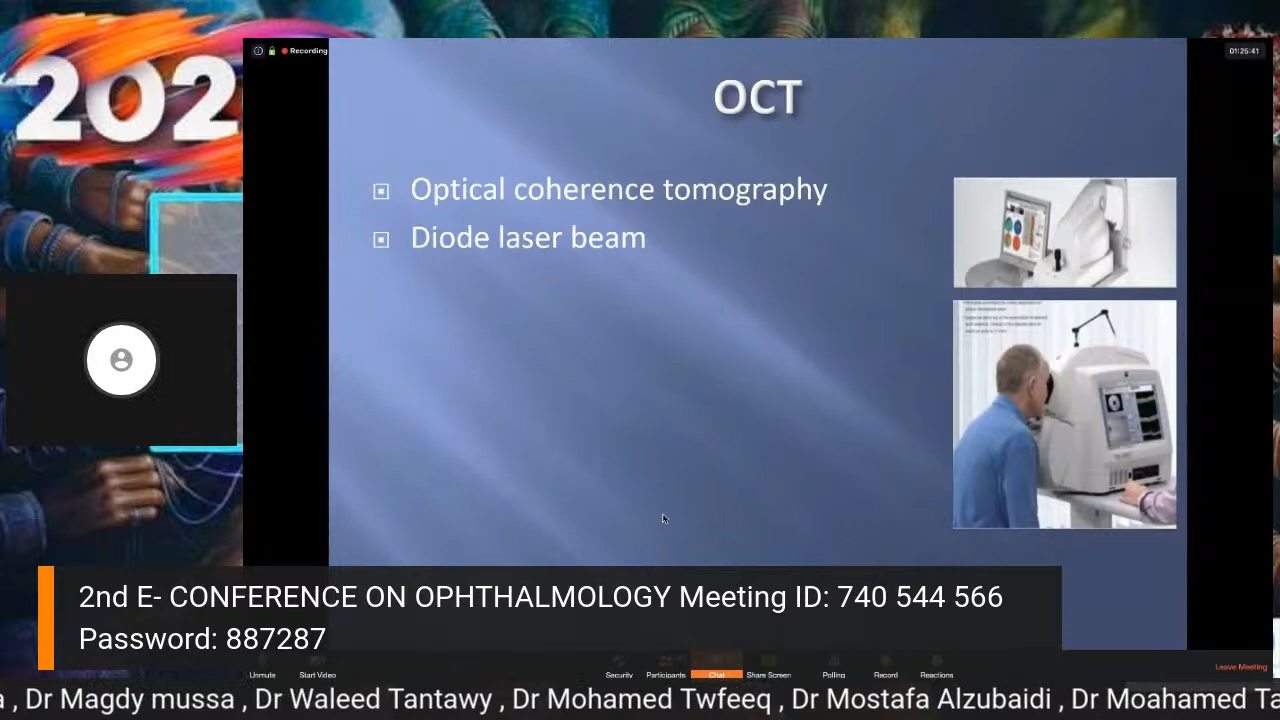 202
Recording
01:25:41
OCT
Optical coherence tomography
Diode laser beam
2nd E- CONFERENCE ON OPHTHALMOLOGY Meeting ID: 740 544 566
Password: 887287
Unmute
Start Video
Security
Participants
Chat
Share Screen
Polling
Record
Reactions
Leave Meeting
a , Dr Magdy mussa , Dr Waleed Tantawy , Dr Mohamed Twfeeq , Dr Mostafa Alzubaidi , Dr Moahamed Ta